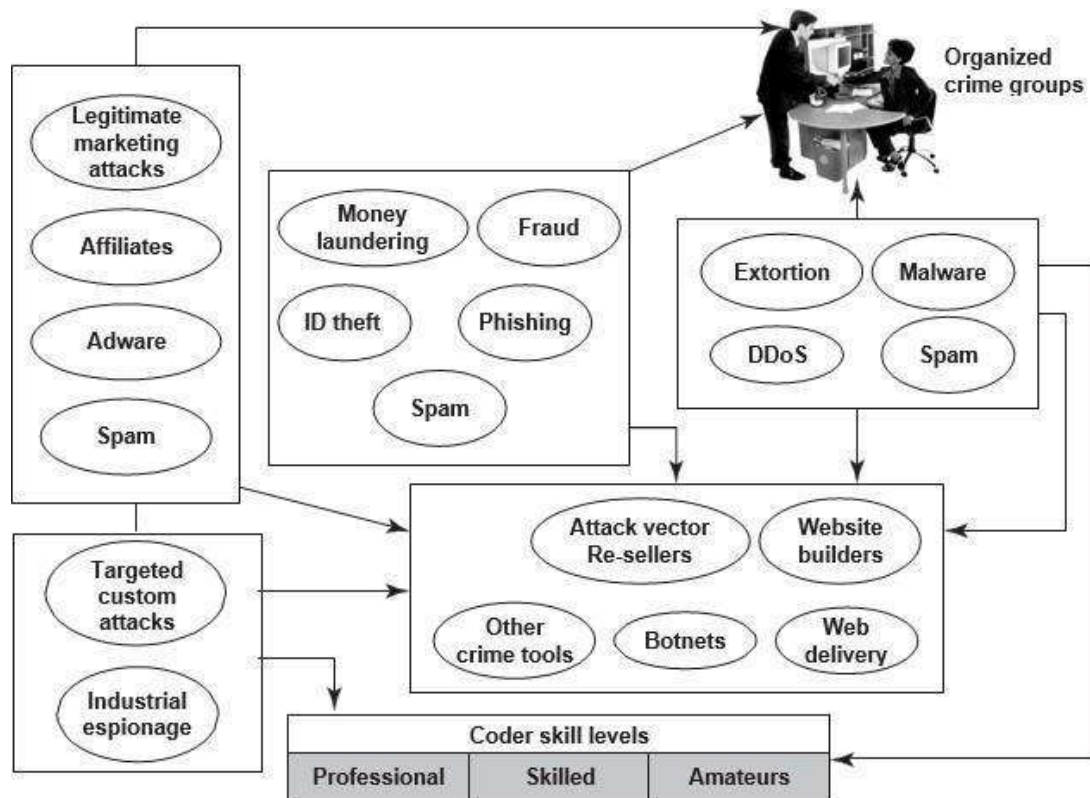 Organized
crime groups
Legitimate
marketing
attacks
Affiliates
Adware
Spam
Money
laundering
Fraud
ID theft
Phishing
Spam
Extortion
Malware
DDoS
Spam
Attack vector
Re-sellers
Website
builders
Other
crime tools
Botnets
Web
delivery
Targeted
custom
attacks
Industrial
espionage
Coder skill levels
Professional
Skilled
Amateurs